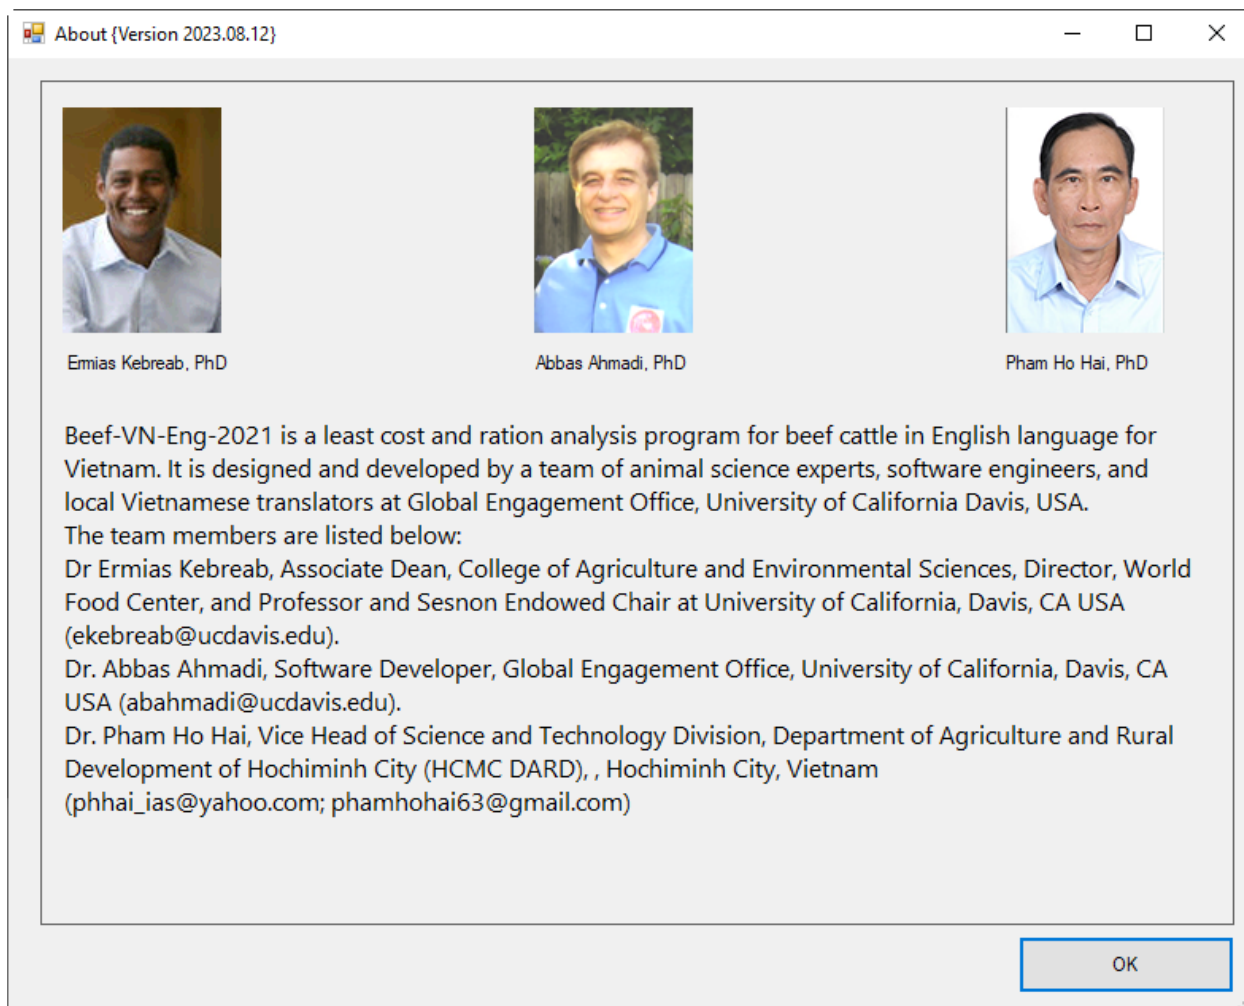 About {Version 2023.08.12}
Ermias Kebreab, PhD
Abbas Ahmadi, PhD
Pham Ho Hai, PhD
Beef-VN-Eng-2021 is a least cost and ration analysis program for beef cattle in English language for
Vietnam. It is designed and developed by a team of animal science experts, software engineers, and
local Vietnamese translators at Global Engagement Office, University of California Davis, USA.
The team members are listed below:
Dr Ermias Kebreab, Associate Dean, College of Agriculture and Environmental Sciences, Director, World
Food Center, and Professor and Sesnon Endowed Chair at University of California, Davis, CA USA
(ekebreab@ucdavis.edu).
Dr. Abbas Ahmadi, Software Developer, Global Engagement Office, University of California, Davis, CA
USA (abahmadi@ucdavis.edu).
Dr. Pham Ho Hai, Vice Head of Science and Technology Division, Department of Agriculture and Rural
Development of Hochiminh City (HCMC DARD), , Hochiminh City, Vietnam
(phhai_ias@yahoo.com; phamhohai63@gmail.com)
OK